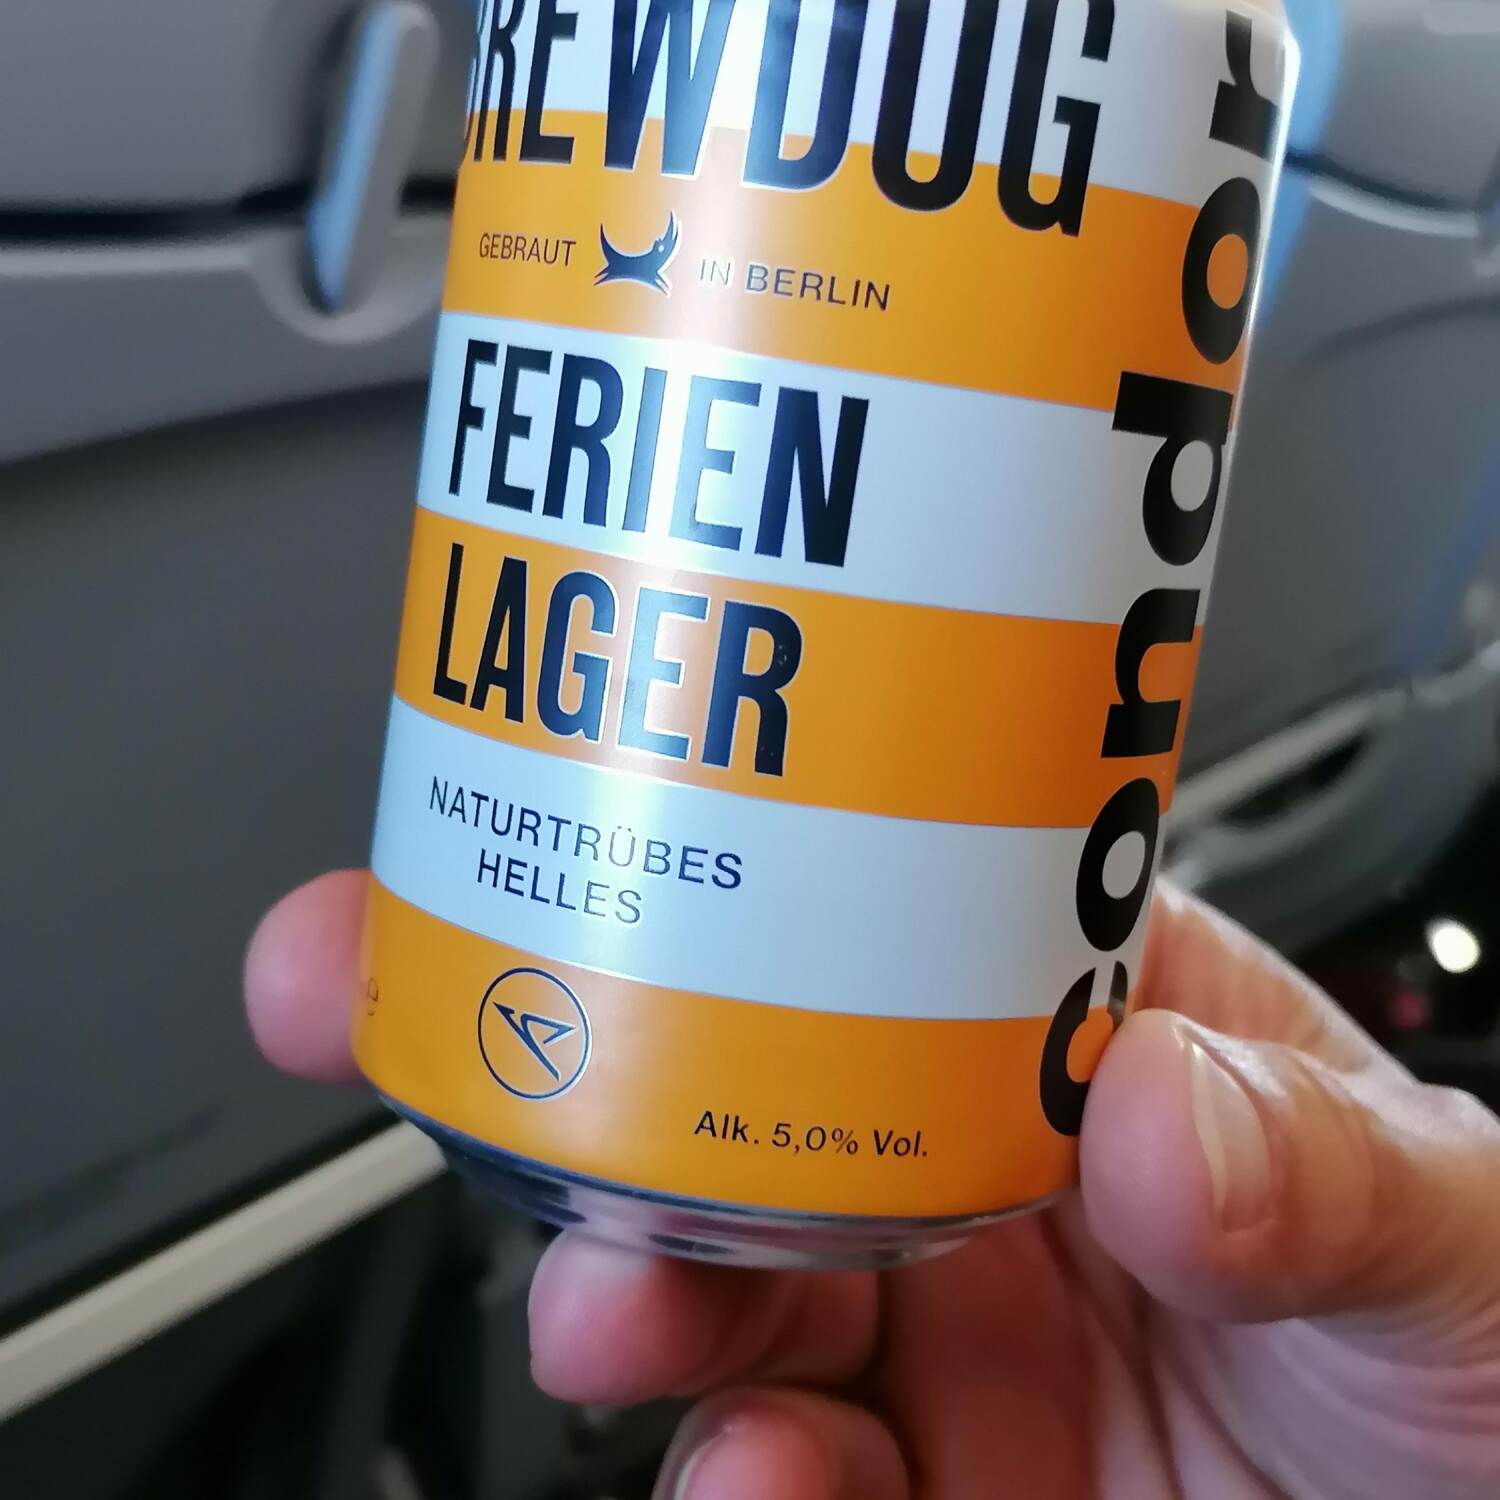 BREWDOG
GEBRAUT IN BERLIN
FERIEN
LAGER
NATURTRÜBES
HELLES
Alk. 5,0% Vol.
condor